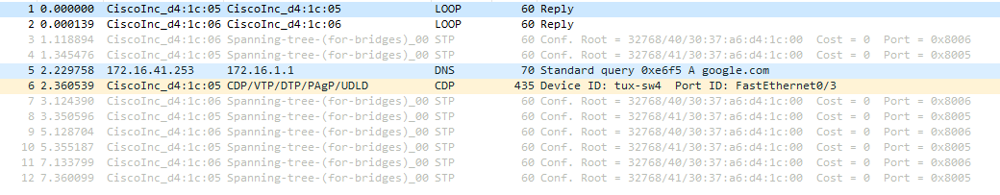 1 0.000000 CiscoInc_d4:1c:05 CiscoInc_d4:1c:05 LOOP 60 Reply
2 0.000139 CiscoInc_d4:1c:06 CiscoInc_d4:1c:06 LOOP 60 Reply
3 1.118894 CiscoInc_d4:1c:06 Spanning-tree-(for-bridges)_00 STP 60 Conf. Root = 32768/40/30:37:a6:d4:1c:00 Cost = 0 Port = 0x8006
4 1.345476 CiscoInc_d4:1c:05 Spanning-tree-(for-bridges)_00 STP 60 Conf. Root = 32768/41/30:37:a6:d4:1c:00 Cost = 0 Port = 0x8005
5 2.229758 172.16.41.253 172.16.1.1 DNS 70 Standard query 0xe6f5 A google.com
6 2.360539 CiscoInc_d4:1c:05 CDP/VTP/DTP/PAgP/UDLD CDP 435 Device ID: tux-sw4 Port ID: FastEthernet0/3
7 3.124390 CiscoInc_d4:1c:06 Spanning-tree-(for-bridges)_00 STP 60 Conf. Root = 32768/40/30:37:a6:d4:1c:00 Cost = 0 Port = 0x8006
8 3.350596 CiscoInc_d4:1c:05 Spanning-tree-(for-bridges)_00 STP 60 Conf. Root = 32768/41/30:37:a6:d4:1c:00 Cost = 0 Port = 0x8005
9 5.128704 CiscoInc_d4:1c:06 Spanning-tree-(for-bridges)_00 STP 60 Conf. Root = 32768/40/30:37:a6:d4:1c:00 Cost = 0 Port = 0x8006
10 5.355187 CiscoInc_d4:1c:05 Spanning-tree-(for-bridges)_00 STP 60 Conf. Root = 32768/41/30:37:a6:d4:1c:00 Cost = 0 Port = 0x8005
11 7.133799 CiscoInc_d4:1c:06 Spanning-tree-(for-bridges)_00 STP 60 Conf. Root = 32768/40/30:37:a6:d4:1c:00 Cost = 0 Port = 0x8006
12 7.360099 CiscoInc_d4:1c:05 Spanning-tree-(for-bridges)_00 STP 60 Conf. Root = 32768/41/30:37:a6:d4:1c:00 Cost = 0 Port = 0x8005